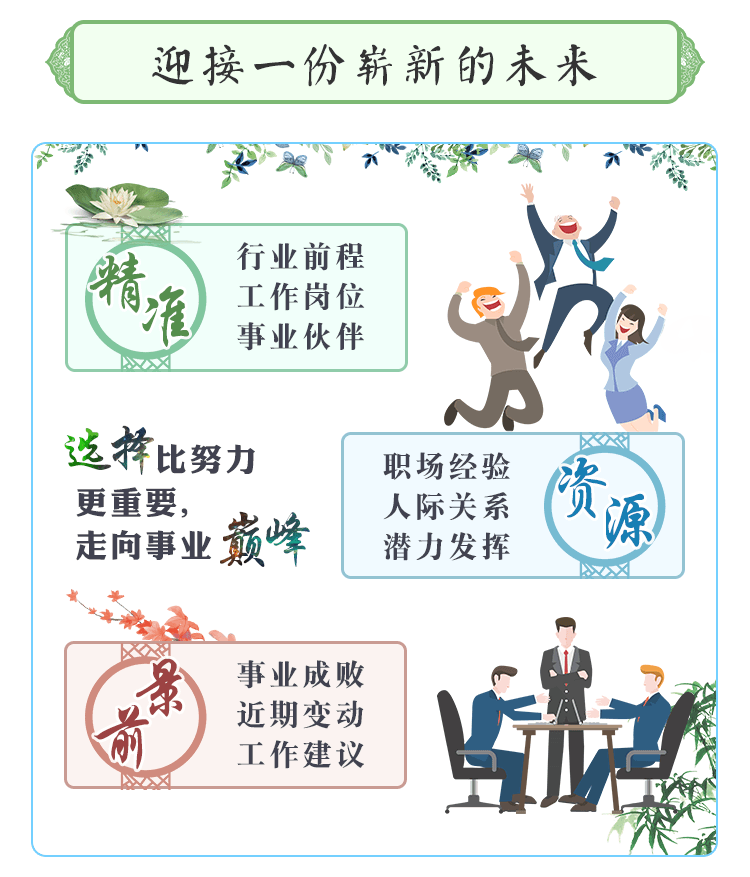 迎接一份崭新的未来
精准
行业前程
工作岗位
事业伙伴
选择比努力
更重要,
走向事业巅峰
职场经验
人际关系
潜力发挥
资源
前景
事业成败
近期变动
工作建议